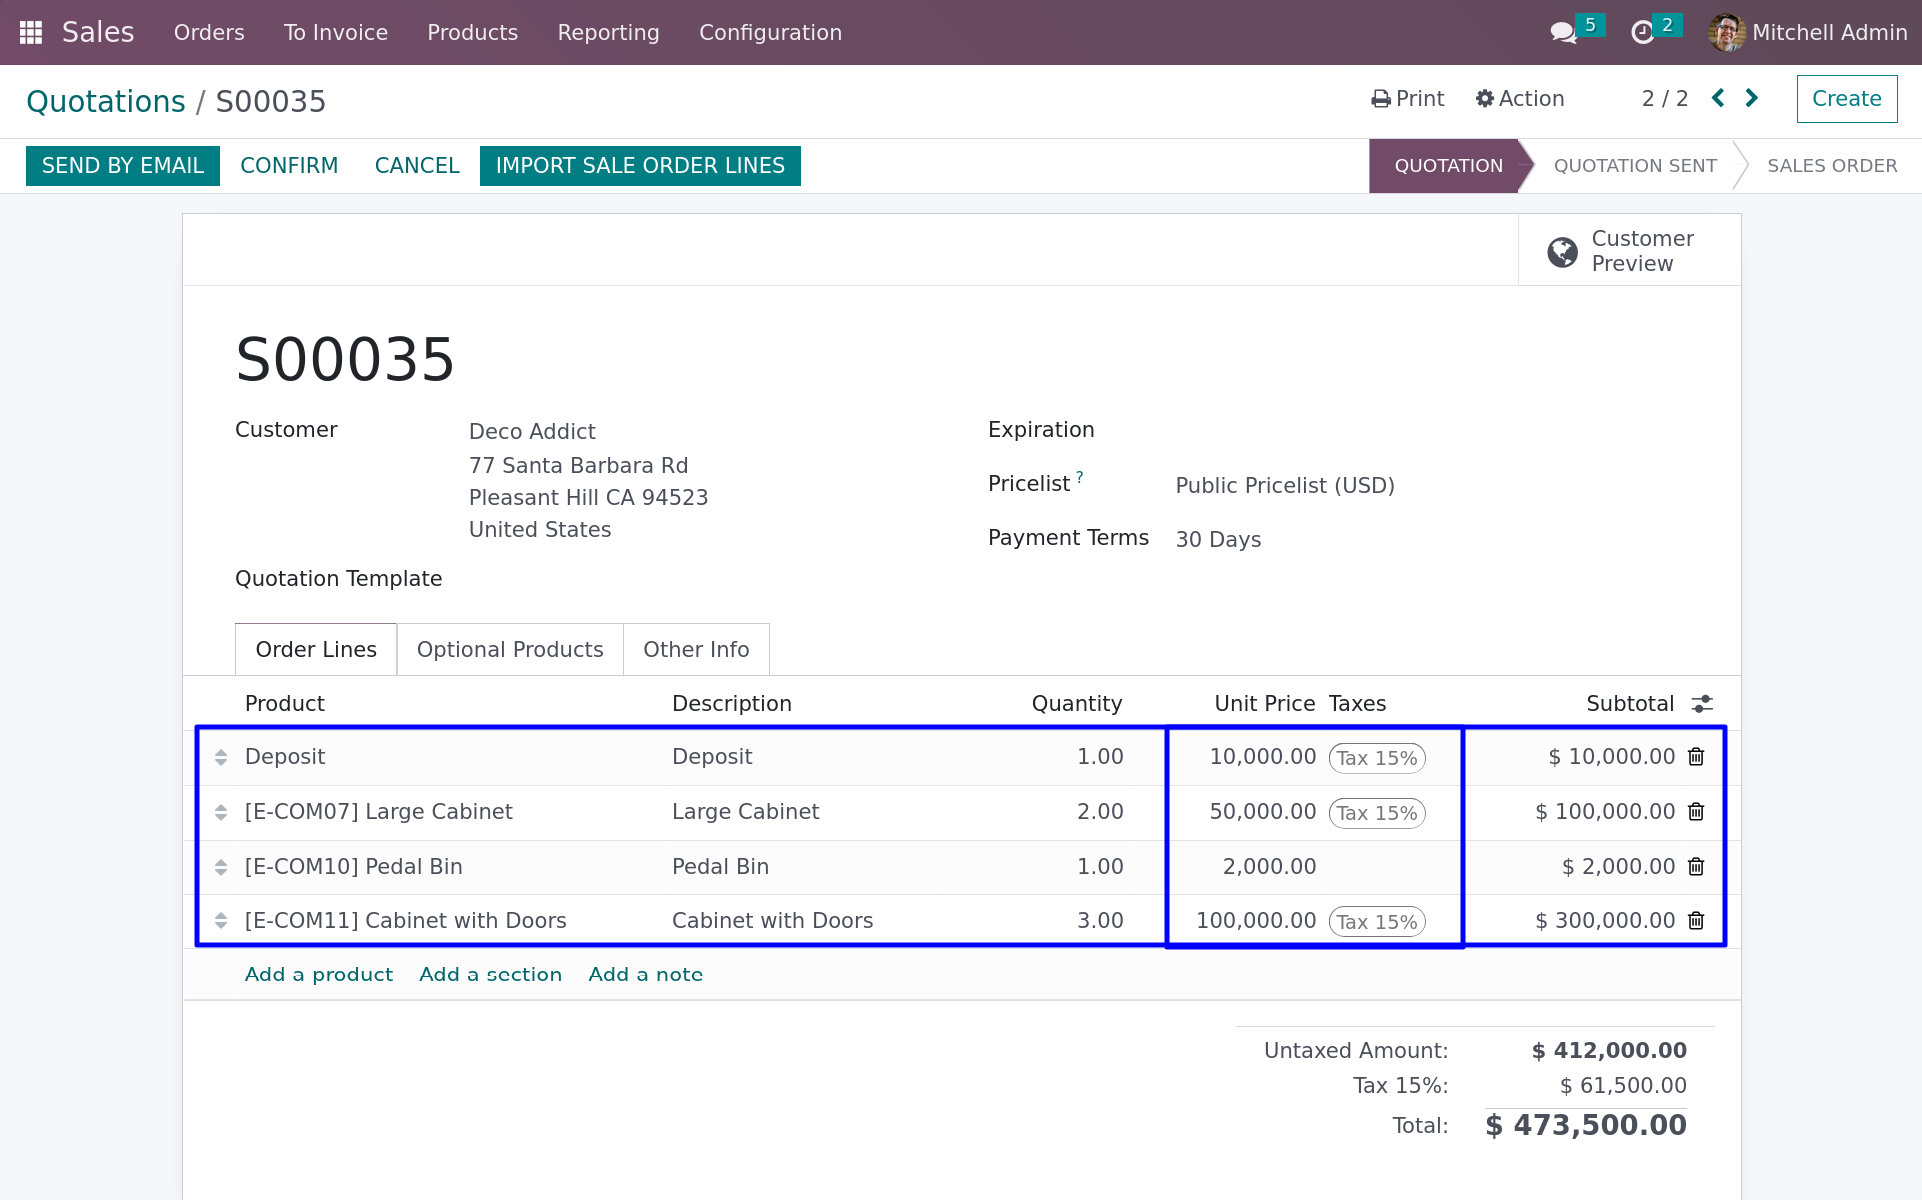 Sales Orders To Invoice Products Reporting Configuration 5 2 Mitchell Admin
Quotations / S00035 Print Action 2 / 2 Create
SEND BY EMAIL CONFIRM CANCEL IMPORT SALE ORDER LINES QUOTATION QUOTATION SENT SALES ORDER
Customer
Preview
S00035
Customer Deco Addict
77 Santa Barbara Rd
Pleasant Hill CA 94523
United States
Quotation Template
Expiration
Pricelist ? Public Pricelist (USD)
Payment Terms 30 Days
Order Lines Optional Products Other Info
Product Description Quantity Unit Price Taxes Subtotal
Deposit Deposit 1.00 10,000.00 Tax 15% $ 10,000.00
[E-COM07] Large Cabinet Large Cabinet 2.00 50,000.00 Tax 15% $ 100,000.00
[E-COM10] Pedal Bin Pedal Bin 1.00 2,000.00 $ 2,000.00
[E-COM11] Cabinet with Doors Cabinet with Doors 3.00 100,000.00 Tax 15% $ 300,000.00
Add a product Add a section Add a note
Untaxed Amount: $ 412,000.00
Tax 15%: $ 61,500.00
Total: $ 473,500.00